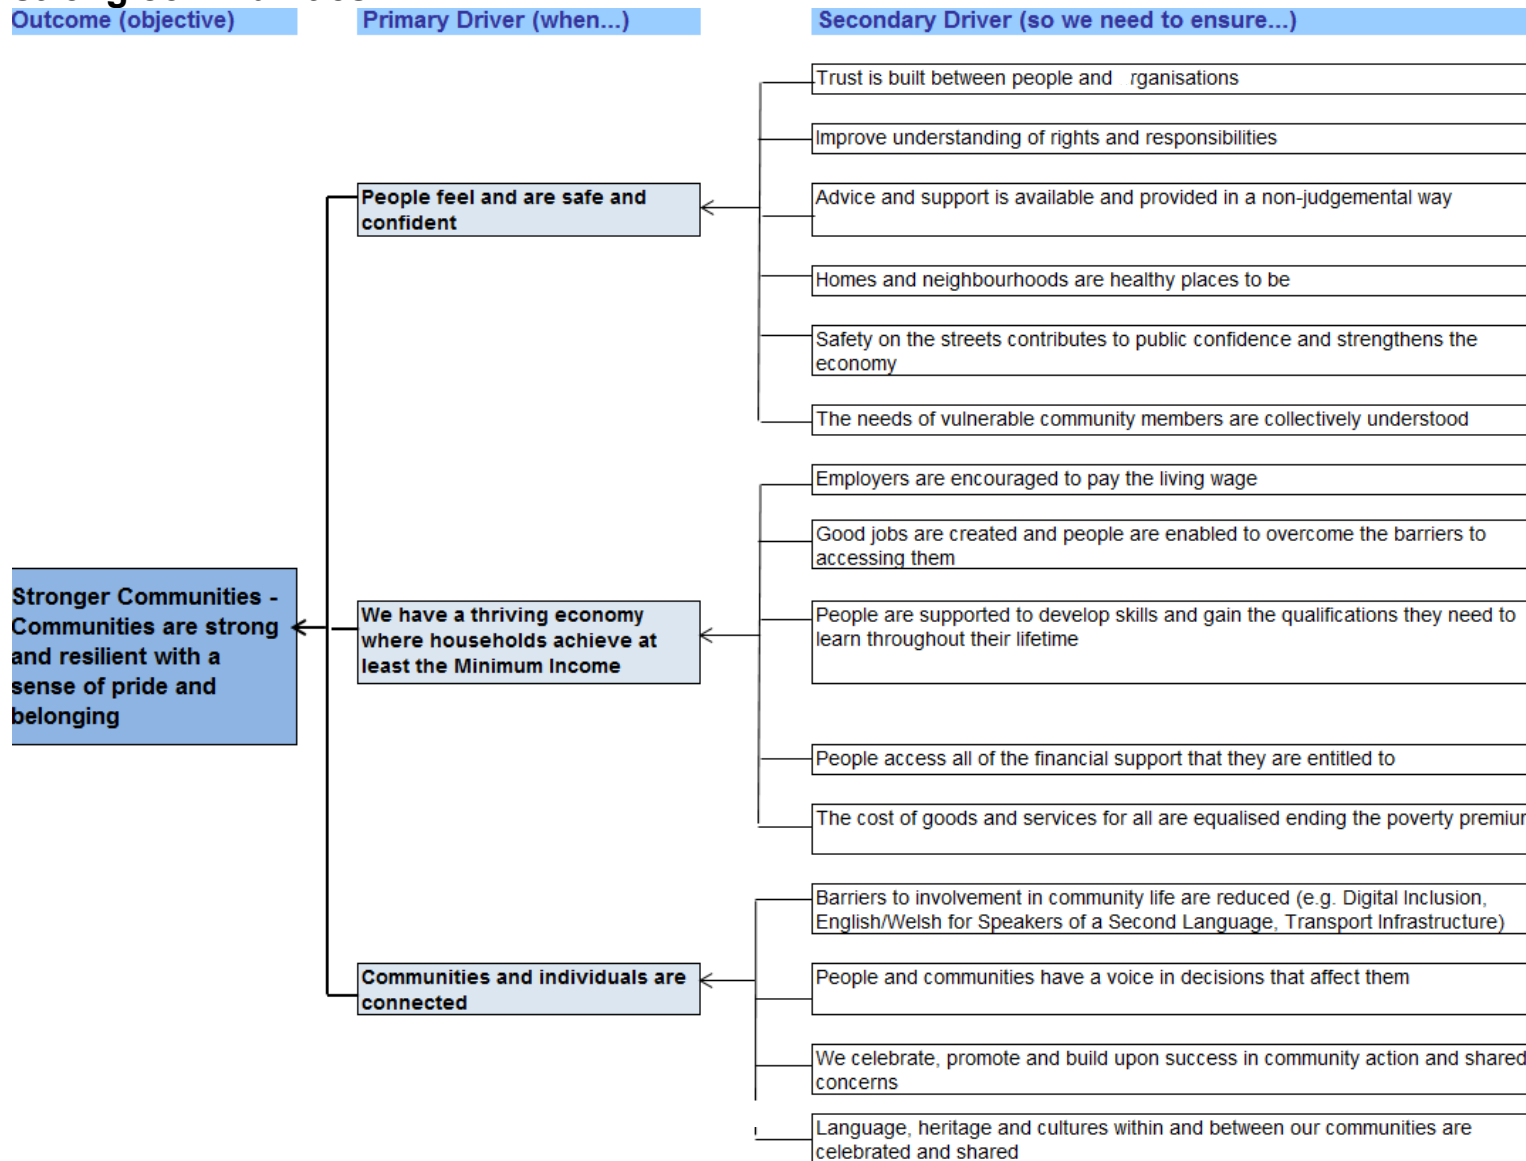 Outcome (objective)
Primary Driver (when...)
Secondary Driver (so we need to ensure...)
Trust is built between people and rganisations
Improve understanding of rights and responsibilities
People feel and are safe and
confident
Advice and support is available and provided in a non-judgemental way
Homes and neighbourhoods are healthy places to be
Safety on the streets contributes to public confidence and strengthens the
economy
The needs of vulnerable community members are collectively understood
Employers are encouraged to pay the living wage
Good jobs are created and people are enabled to overcome the barriers to
accessing them
Stronger Communities -
Communities are strong
and resilient with a
sense of pride and
belonging
We have a thriving economy
where households achieve at
least the Minimum Income
People are supported to develop skills and gain the qualifications they need to
learn throughout their lifetime
People access all of the financial support that they are entitled to
The cost of goods and services for all are equalised ending the poverty premiu
Barriers to involvement in community life are reduced (e.g. Digital Inclusion,
English/Welsh for Speakers of a Second Language, Transport Infrastructure)
Communities and individuals are
connected
People and communities have a voice in decisions that affect them
We celebrate, promote and build upon success in community action and shared
concerns
Language, heritage and cultures within and between our communities are
celebrated and shared